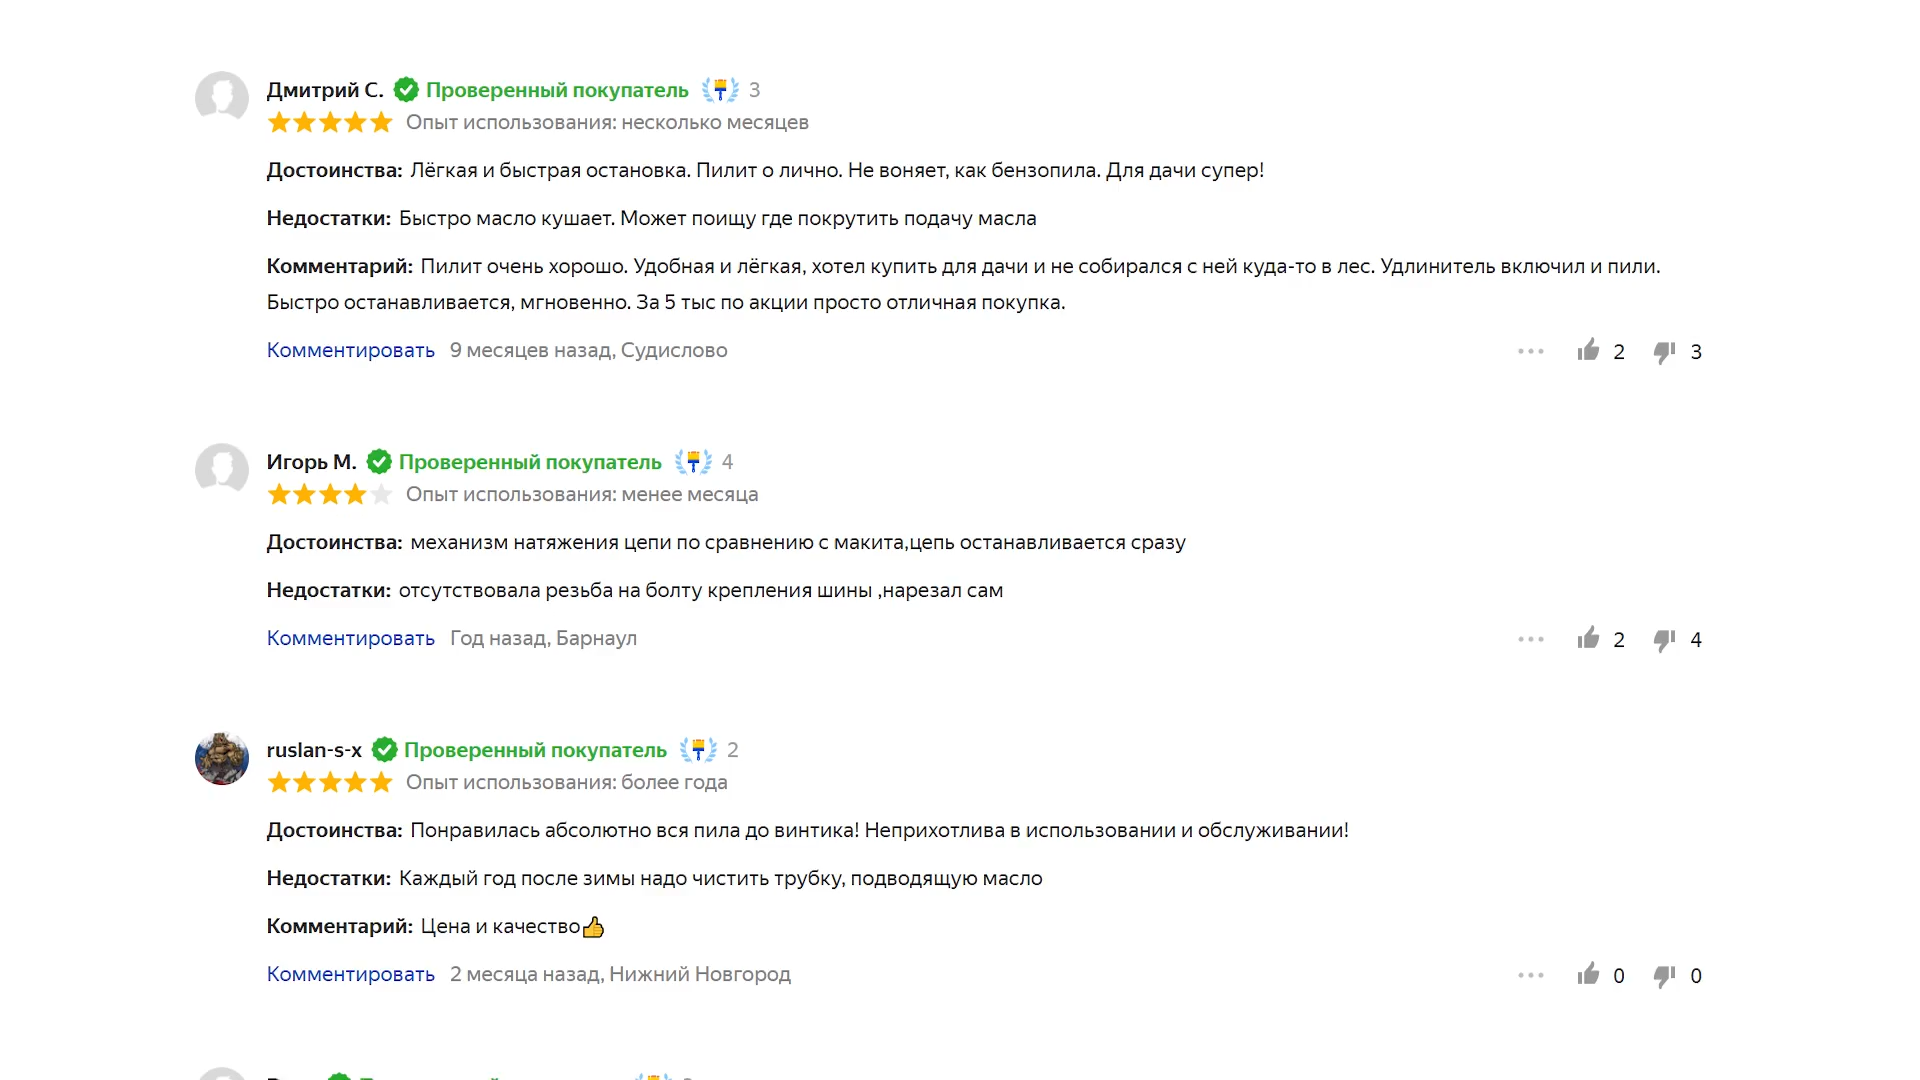 Дмитрий С. Проверенный покупатель 3
Опыт использования: несколько месяцев
Достоинства: Лёгкая и быстрая остановка. Пилит о лично. Не воняет, как бензопила. Для дачи супер!
Недостатки: Быстро масло кушает. Может поищу где покрутить подачу масла
Комментарий: Пилит очень хорошо. Удобная и лёгкая, хотел купить для дачи и не собирался с ней куда-то в лес. Удлинитель включил и пили.
Быстро останавливается, мгновенно. За 5 тыс по акции просто отличная покупка.
Комментировать 9 месяцев назад, Судислово 2 3
Игорь М. Проверенный покупатель 4
Опыт использования: менее месяца
Достоинства: механизм натяжения цепи по сравнению с макита,цепь останавливается сразу
Недостатки: отсутствовала резьба на болту крепления шины ,нарезал сам
Комментировать Год назад, Барнаул 2 4
ruslan-s-x Проверенный покупатель 2
Опыт использования: более года
Достоинства: Понравилась абсолютно вся пила до винтика! Неприхотлива в использовании и обслуживании!
Недостатки: Каждый год после зимы надо чистить трубку, подводящую масло
Комментарий: Цена и качество👍
Комментировать 2 месяца назад, Нижний Новгород 0 0